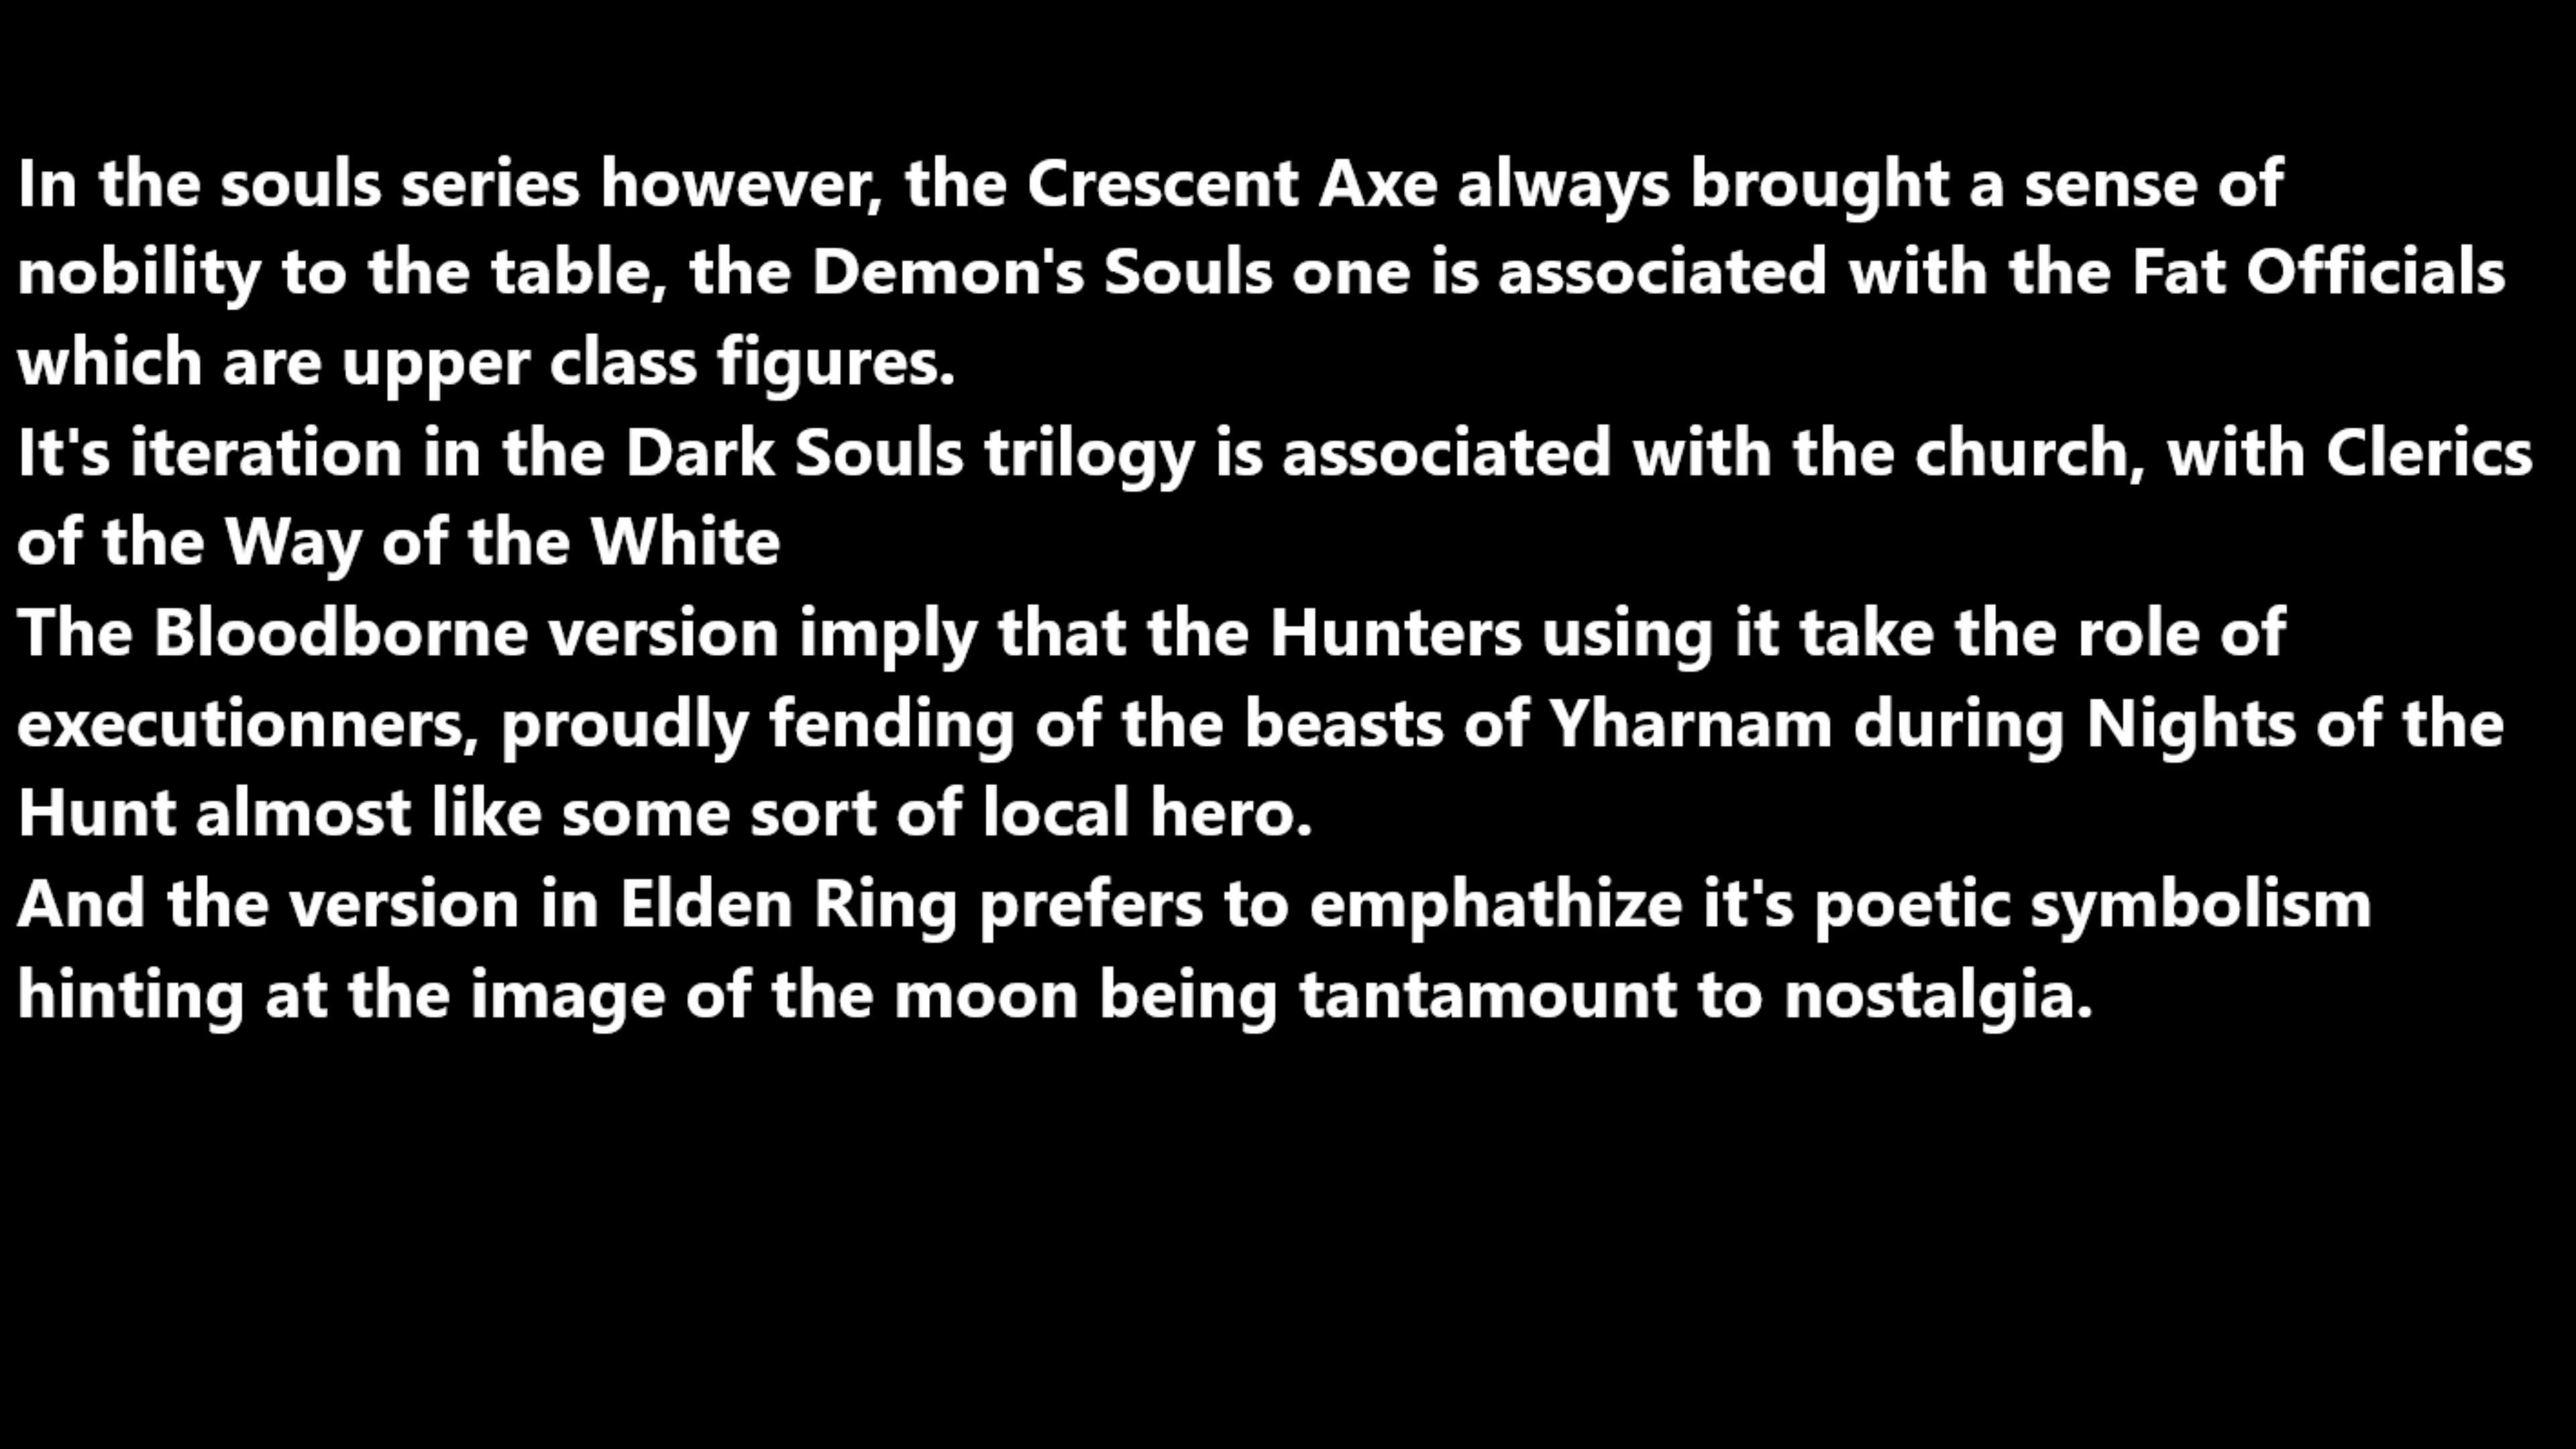 In the souls series however, the Crescent Axe always brought a sense of
nobility to the table, the Demon's Souls one is associated with the Fat Officials
which are upper class figures.
It's iteration in the Dark Souls trilogy is associated with the church, with Clerics
of the Way of the White
The Bloodborne version imply that the Hunters using it take the role of
executionners, proudly fending of the beasts of Yharnam during Nights of the
Hunt almost like some sort of local hero.
And the version in Elden Ring prefers to emphathize it's poetic symbolism
hinting at the image of the moon being tantamount to nostalgia.